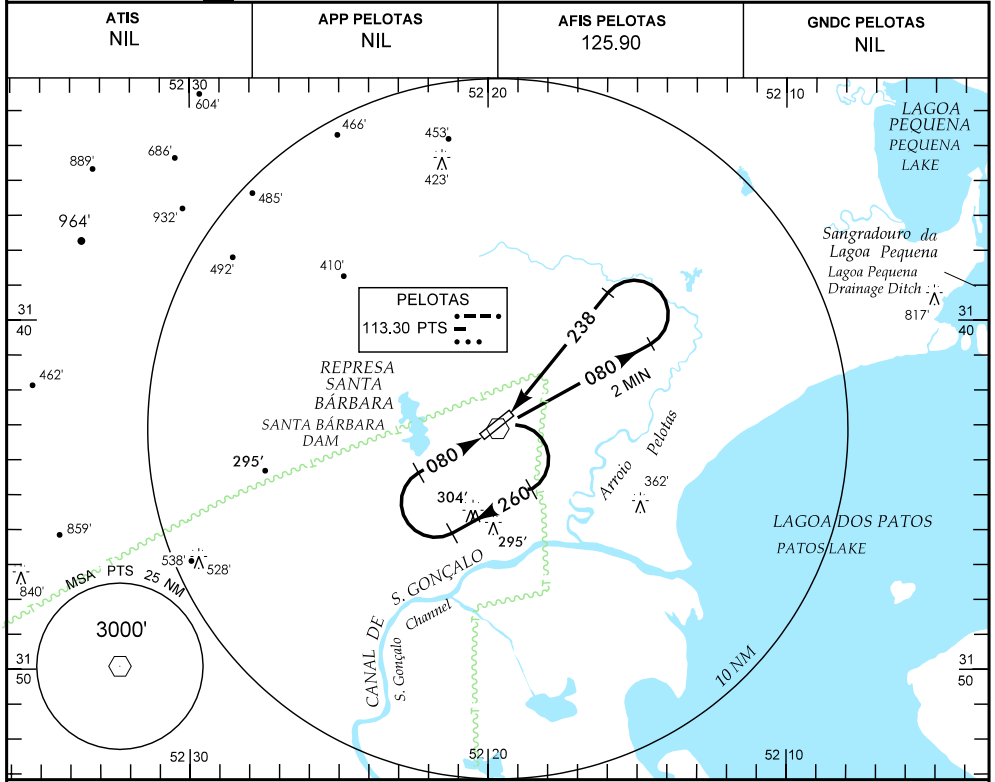 ATIS
NIL
APP PELOTAS
NIL
AFIS PELOTAS
125.90
GNDC PELOTAS
NIL
52 30
52 20
52 10
604'
466'
453'
423'
686'
889'
485'
932'
964'
492'
410'
LAGOA
PEQUENA
PEQUENA
LAKE
Sangradouro da
Lagoa Pequena
Lagoa Pequena
Drainage Ditch
817'
31
40
31
40
PELOTAS
113.30 PTS
238
080
2 MIN
462'
REPRESA
SANTA
BÁRBARA
SANTA BÁRBARA
DAM
080
260
295'
304'
295'
362'
Arroio Pelotas
859'
538'
528'
840'
LAGOA DOS PATOS
PATOS LAKE
MSA PTS 25 NM
3000'
CANAL DE S. GONÇALO
S. Gonçalo Channel
10 NM
31
50
31
50
52 30
52 20
52 10